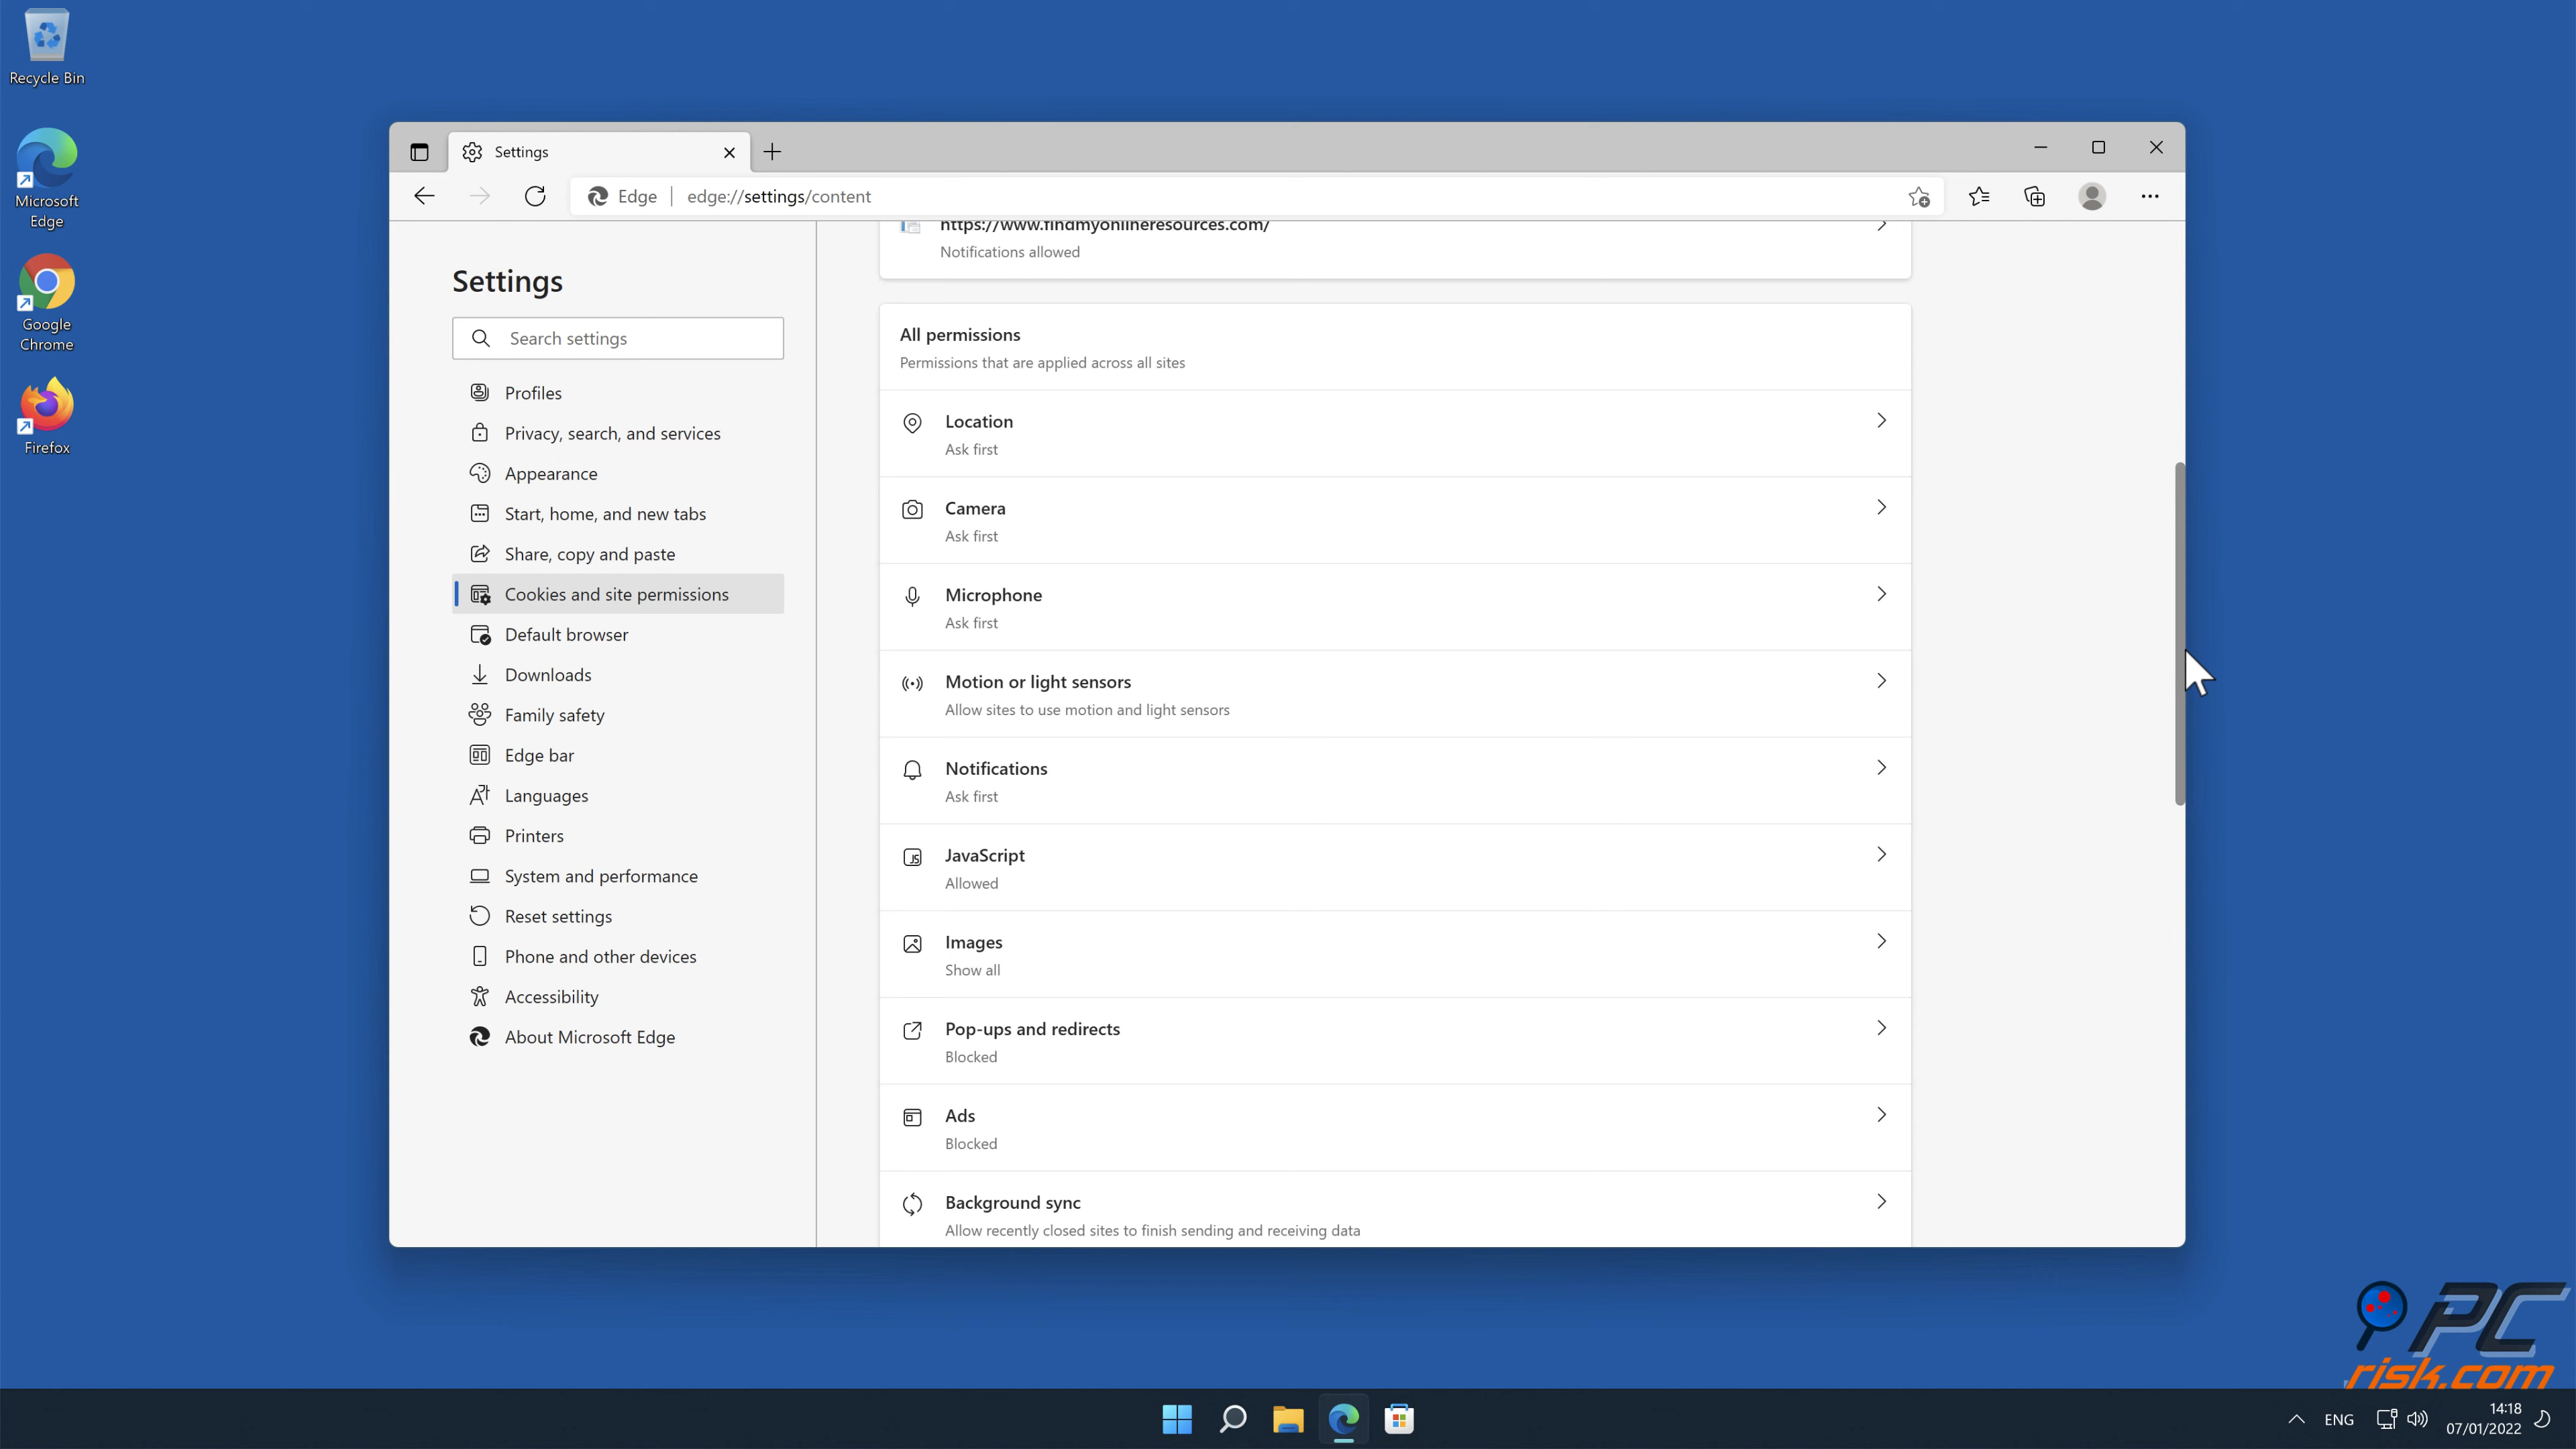 Recycle Bin
Microsoft
Edge
Google
Chrome
Firefox
Settings
Edge
edge://settings/content
Settings
Search settings
Profiles
Privacy, search, and services
Appearance
Start, home, and new tabs
Share, copy and paste
Cookies and site permissions
Default browser
Downloads
Family safety
Edge bar
Languages
Printers
System and performance
Reset settings
Phone and other devices
Accessibility
About Microsoft Edge
https://www.findmyonlineresources.com/
Notifications allowed
All permissions
Permissions that are applied across all sites
Location
Ask first
Camera
Ask first
Microphone
Ask first
Motion or light sensors
Allow sites to use motion and light sensors
Notifications
Ask first
JavaScript
Allowed
Images
Show all
Pop-ups and redirects
Blocked
Ads
Blocked
Background sync
Allow recently closed sites to finish sending and receiving data
PC
risk.com
ENG
14:18
07/01/2022